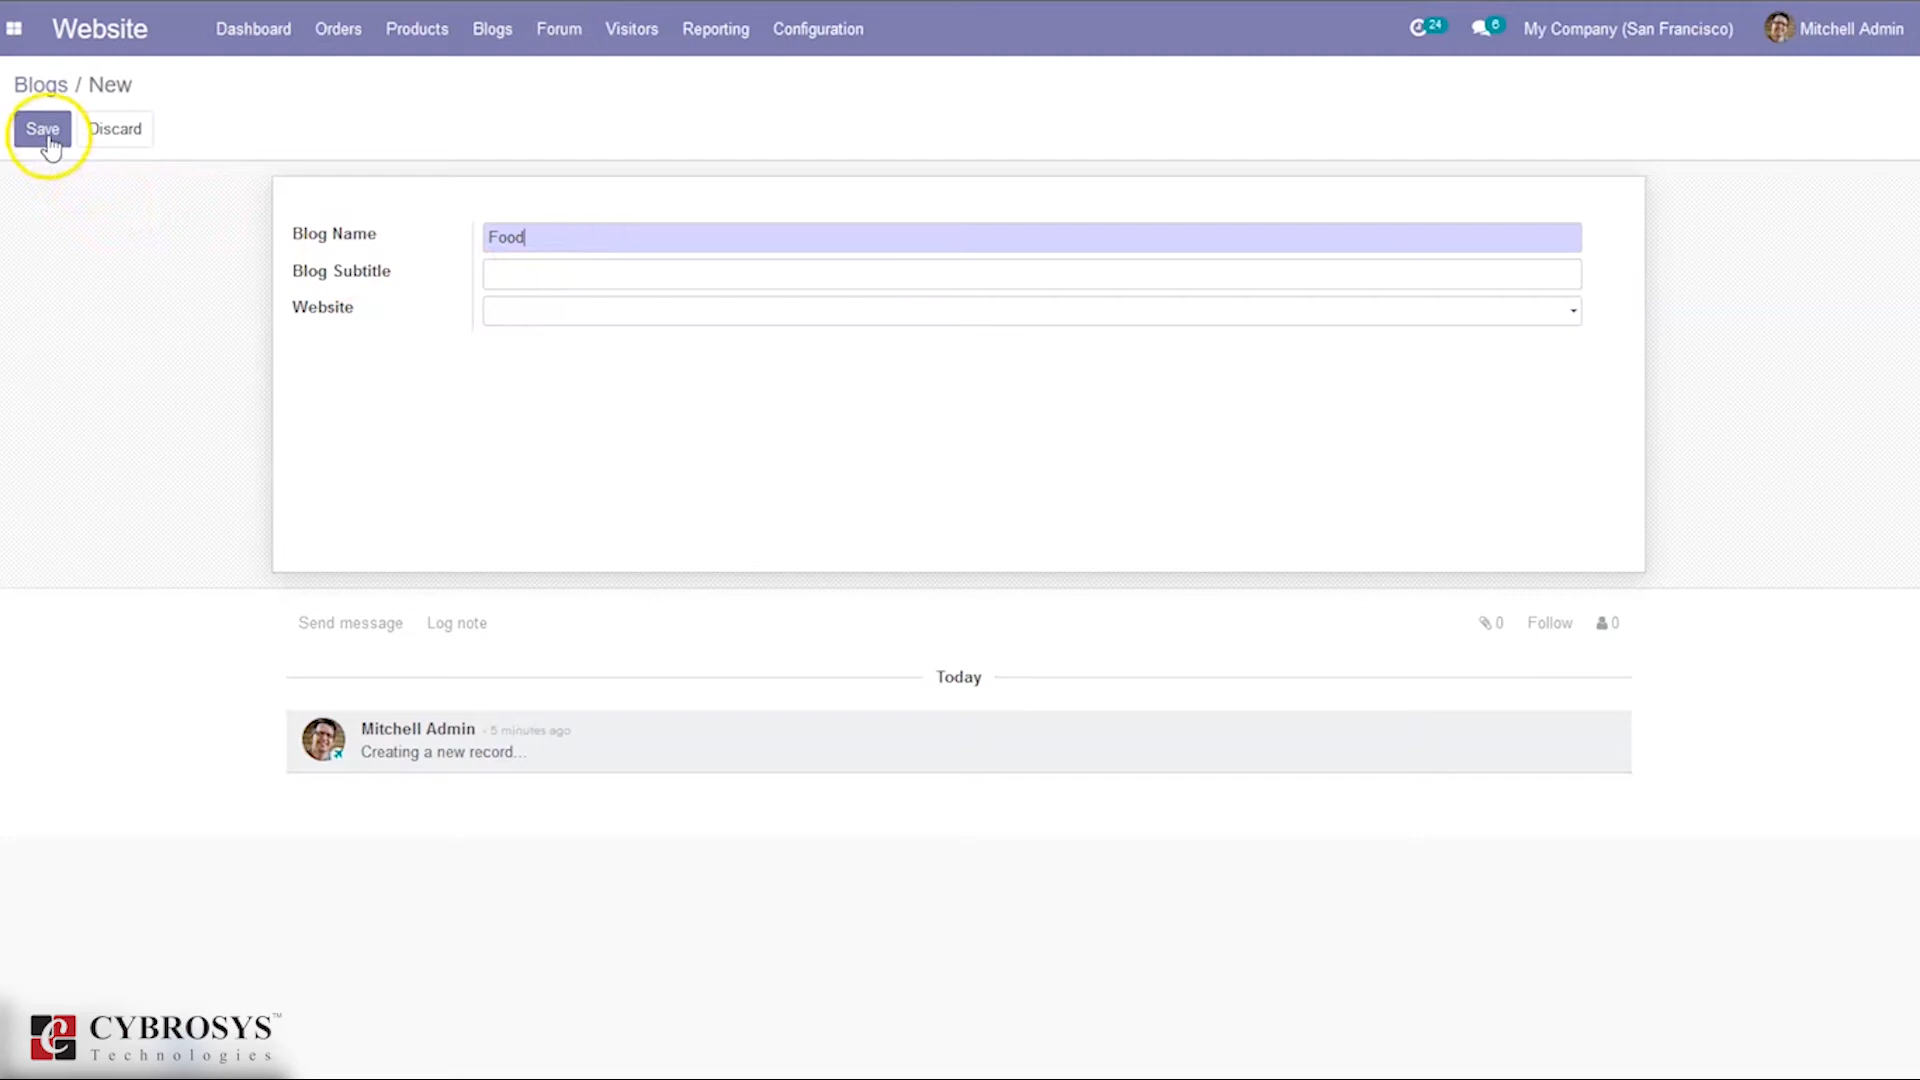 Website Dashboard Orders Products Blogs Forum Visitors Reporting Configuration 24 6 My Company (San Francisco) Mitchell Admin
Blogs / New
Save Discard
Blog Name Food
Blog Subtitle
Website
Send message Log note 0 Follow 0
Today
Mitchell Admin - 5 minutes ago
Creating a new record...
CYBROSYS™
Technologies